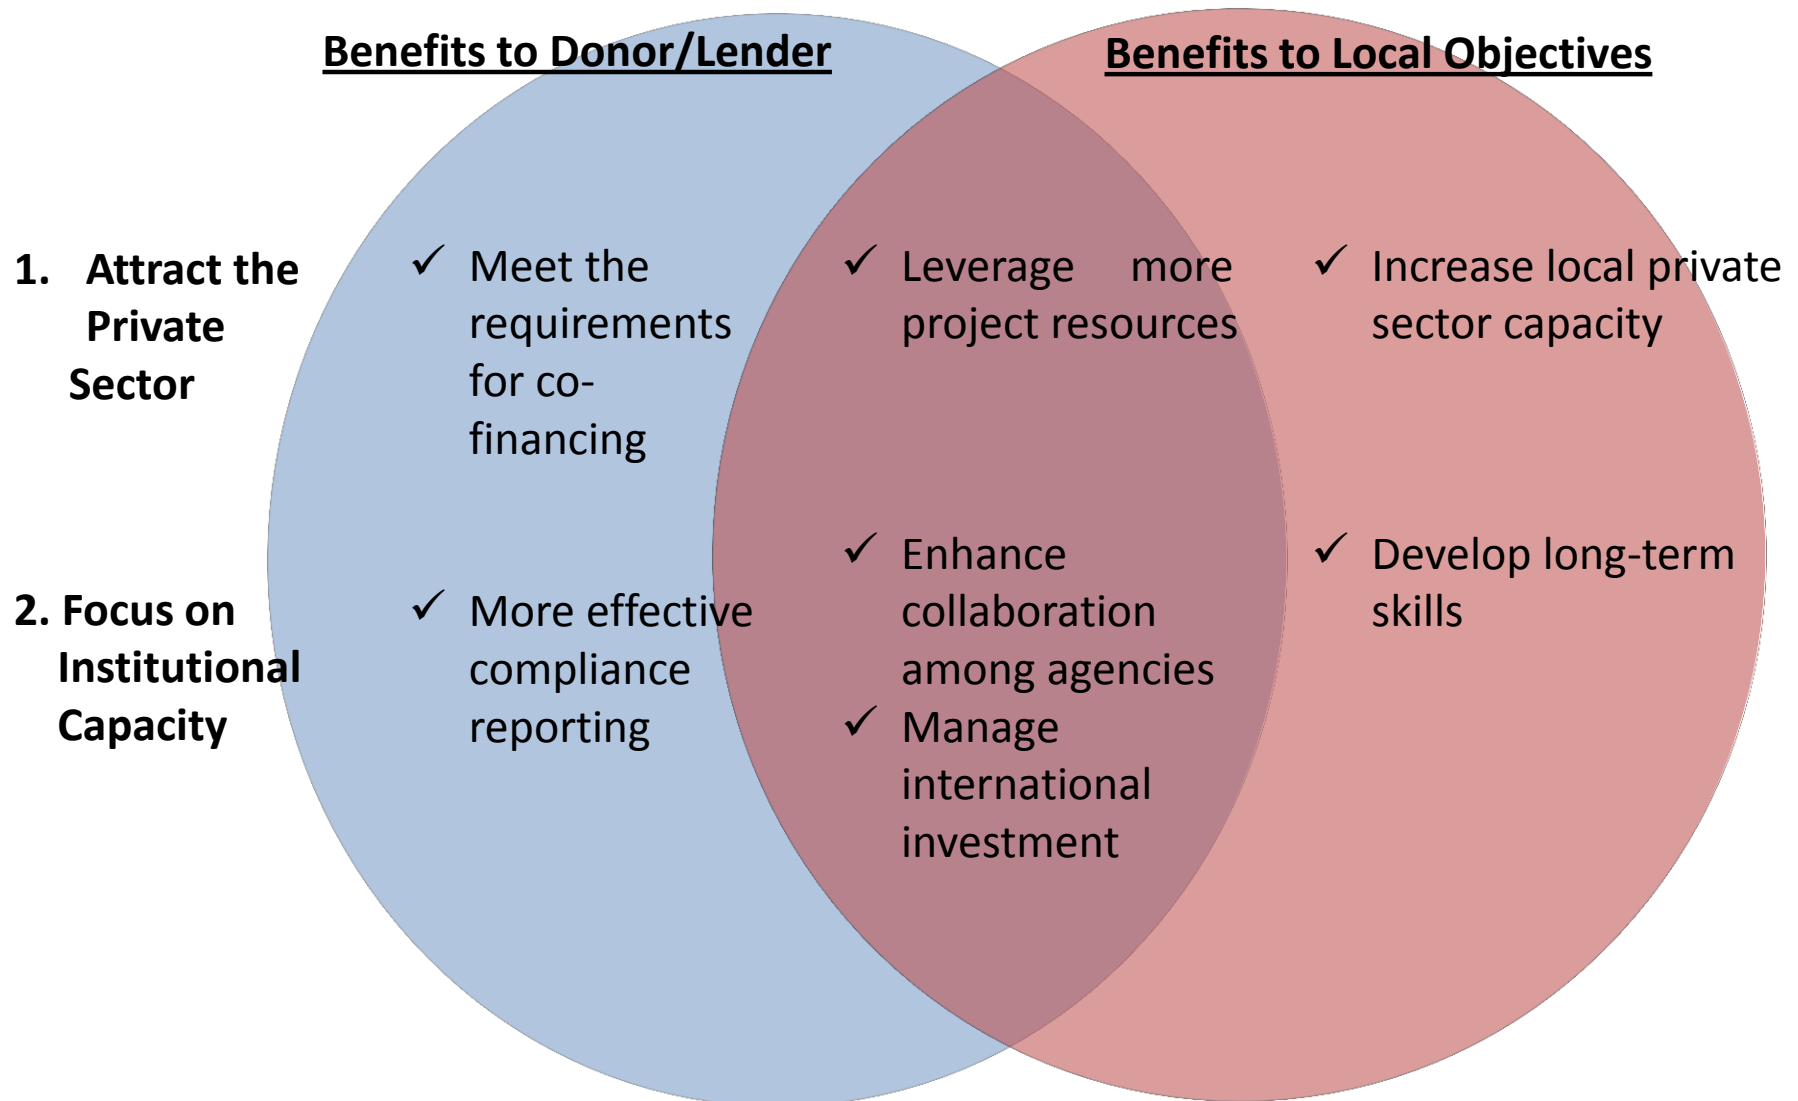 Benefits to Donor/Lender
Benefits to Local Objectives
1. Attract the
Private
Sector
✓ Meet the
requirements
for co-
financing
✓ Leverage more
project resources
✓ Increase local private
sector capacity
2. Focus on
Institutional
Capacity
✓ More effective
compliance
reporting
✓ Enhance
collaboration
among agencies
✓ Manage
international
investment
✓ Develop long-term
skills